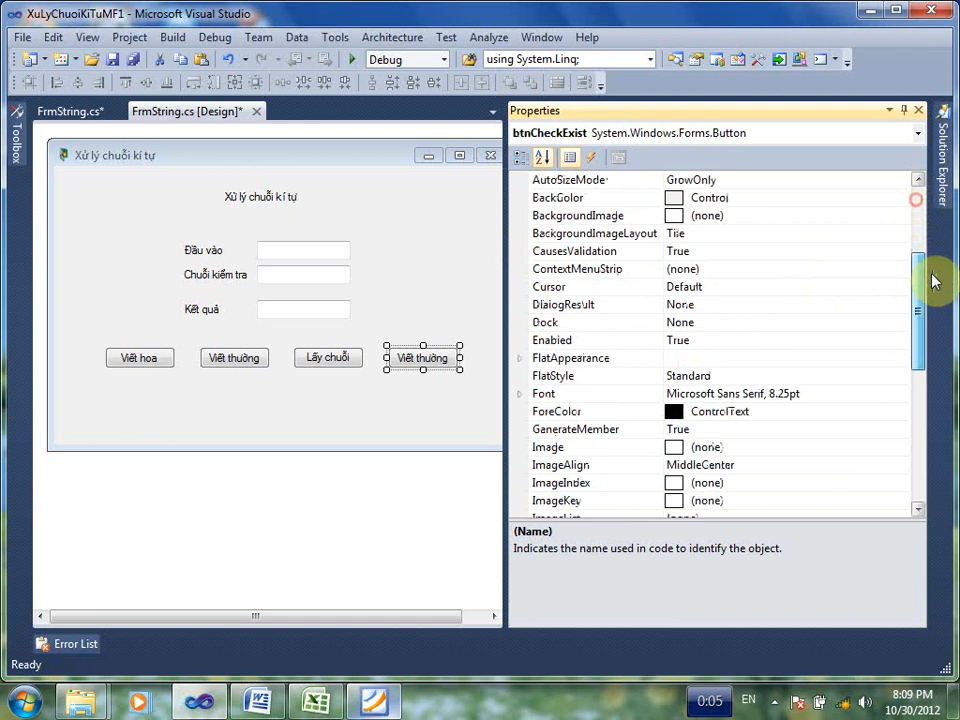 XuLyChuoiKiTuMF1 - Microsoft Visual Studio
File Edit View Project Build Debug Team Data Tools Architecture Test Analyze Window Help
Debug using System.Linq;
FrmString.cs* FrmString.cs [Design]*
Toolbox
Xử lý chuỗi kí tự
Xử lý chuỗi kí tự
Đầu vào
Chuỗi kiểm tra
Kết quả
Viết hoa Viết thường Lấy chuỗi Viết thường
Properties
btnCheckExist System.Windows.Forms.Button
AutoSizeMode GrowOnly
BackColor Control
BackgroundImage (none)
BackgroundImageLayout Tile
CausesValidation True
ContextMenuStrip (none)
Cursor Default
DialogResult None
Dock None
Enabled True
FlatAppearance
FlatStyle Standard
Font Microsoft Sans Serif, 8.25pt
ForeColor ControlText
GenerateMember True
Image (none)
ImageAlign MiddleCenter
ImageIndex (none)
ImageKey (none)
(Name)
Indicates the name used in code to identify the object.
Solution Explorer
Error List
Ready
0:05 EN 8:09 PM
10/30/2012